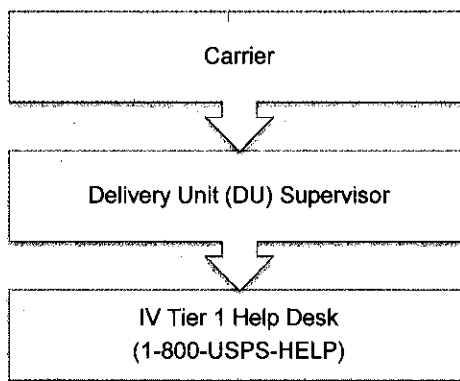 Carrier
Delivery Unit (DU) Supervisor
IV Tier 1 Help Desk
(1-800-USPS-HELP)